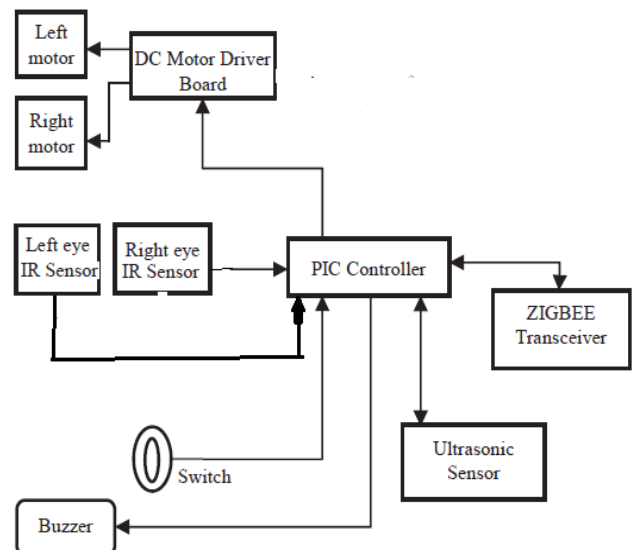 Left
motor
DC Motor Driver
Board
Right
motor
Left eye
IR Sensor
Right eye
IR Sensor
PIC Controller
ZIGBEE
Transceiver
Ultrasonic
Sensor
Switch
Buzzer